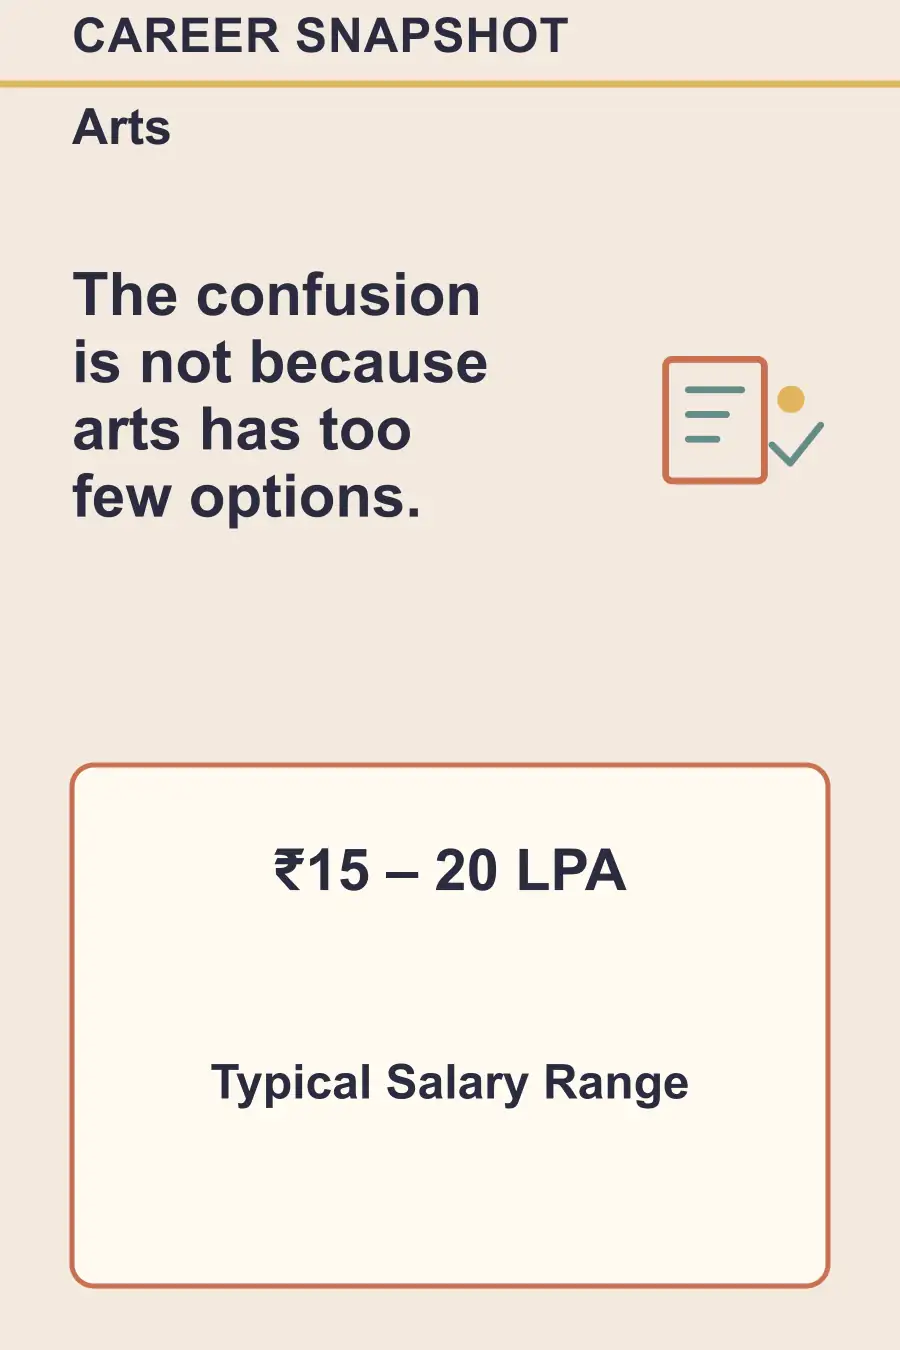 CAREER SNAPSHOT
Arts
The confusion
is not because
arts has too
few options.
₹15 – 20 LPA
Typical Salary Range